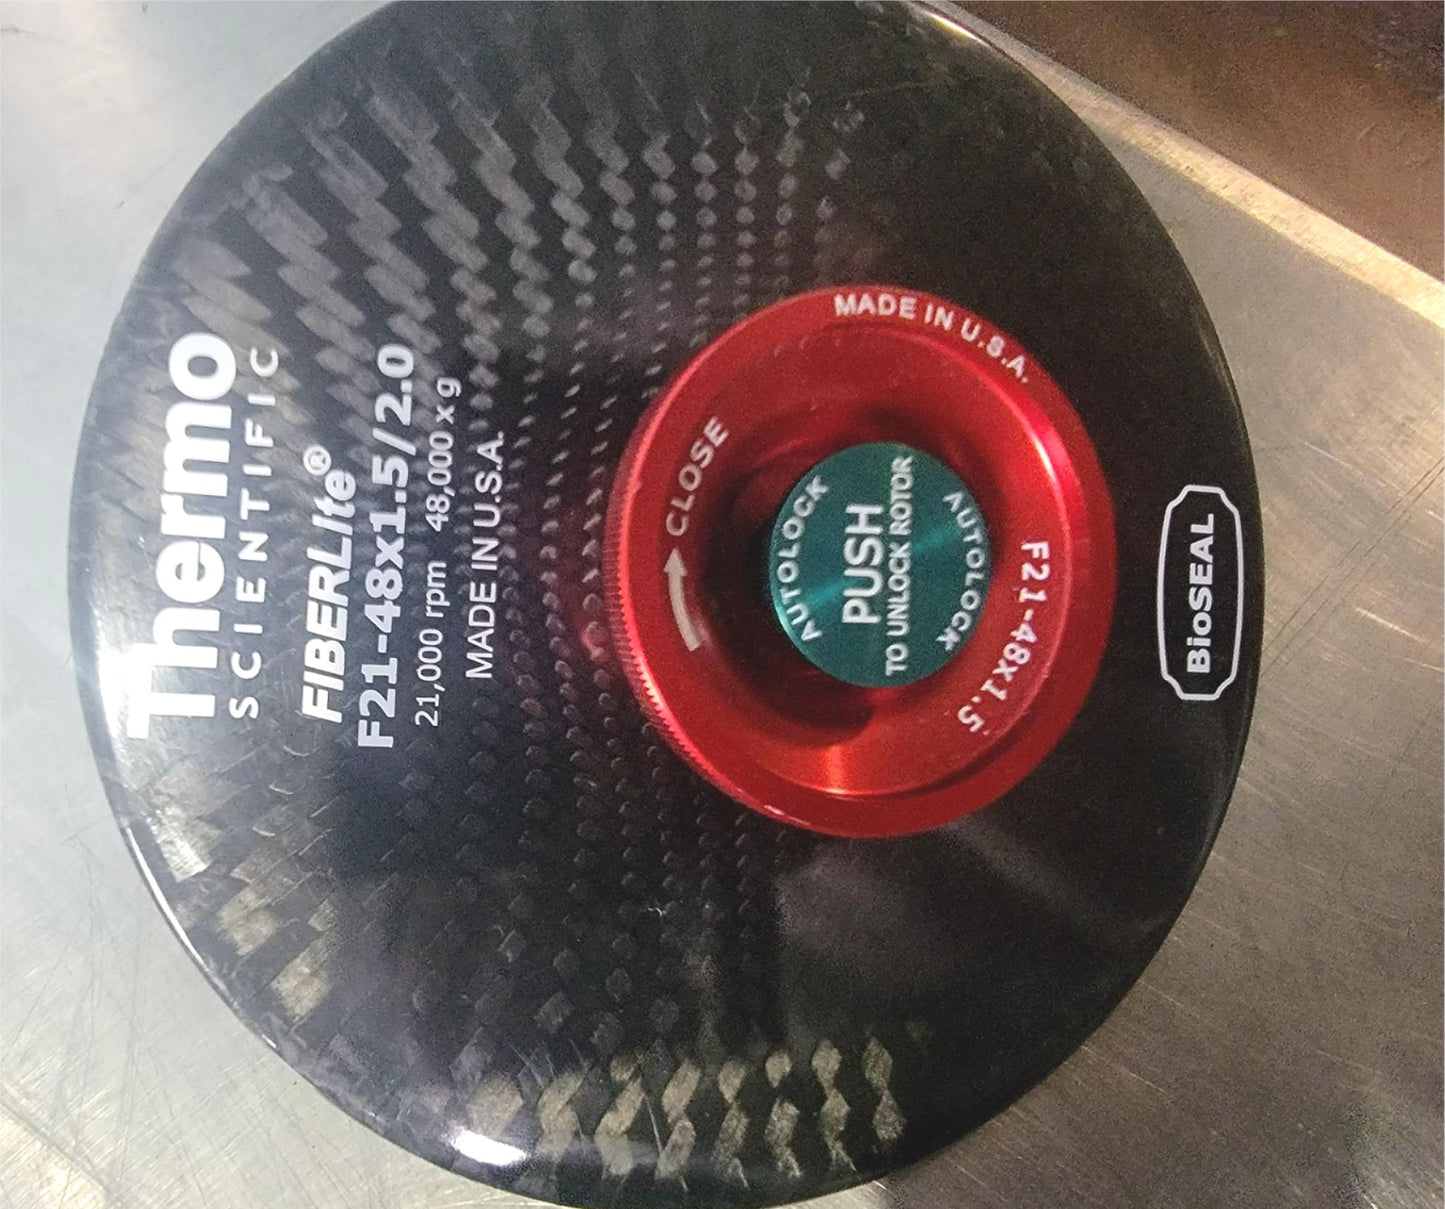 Thermo
SCIENTIFIC
FIBERLite®
F21-48x1.5/2.0
21,000 rpm 48,000 x g
MADE IN U.S.A.
CLOSE
MADE IN U.S.A.
F21-48x1.5
AUTOLOCK
PUSH
TO UNLOCK ROTOR
AUTOLOCK
BioSEAL